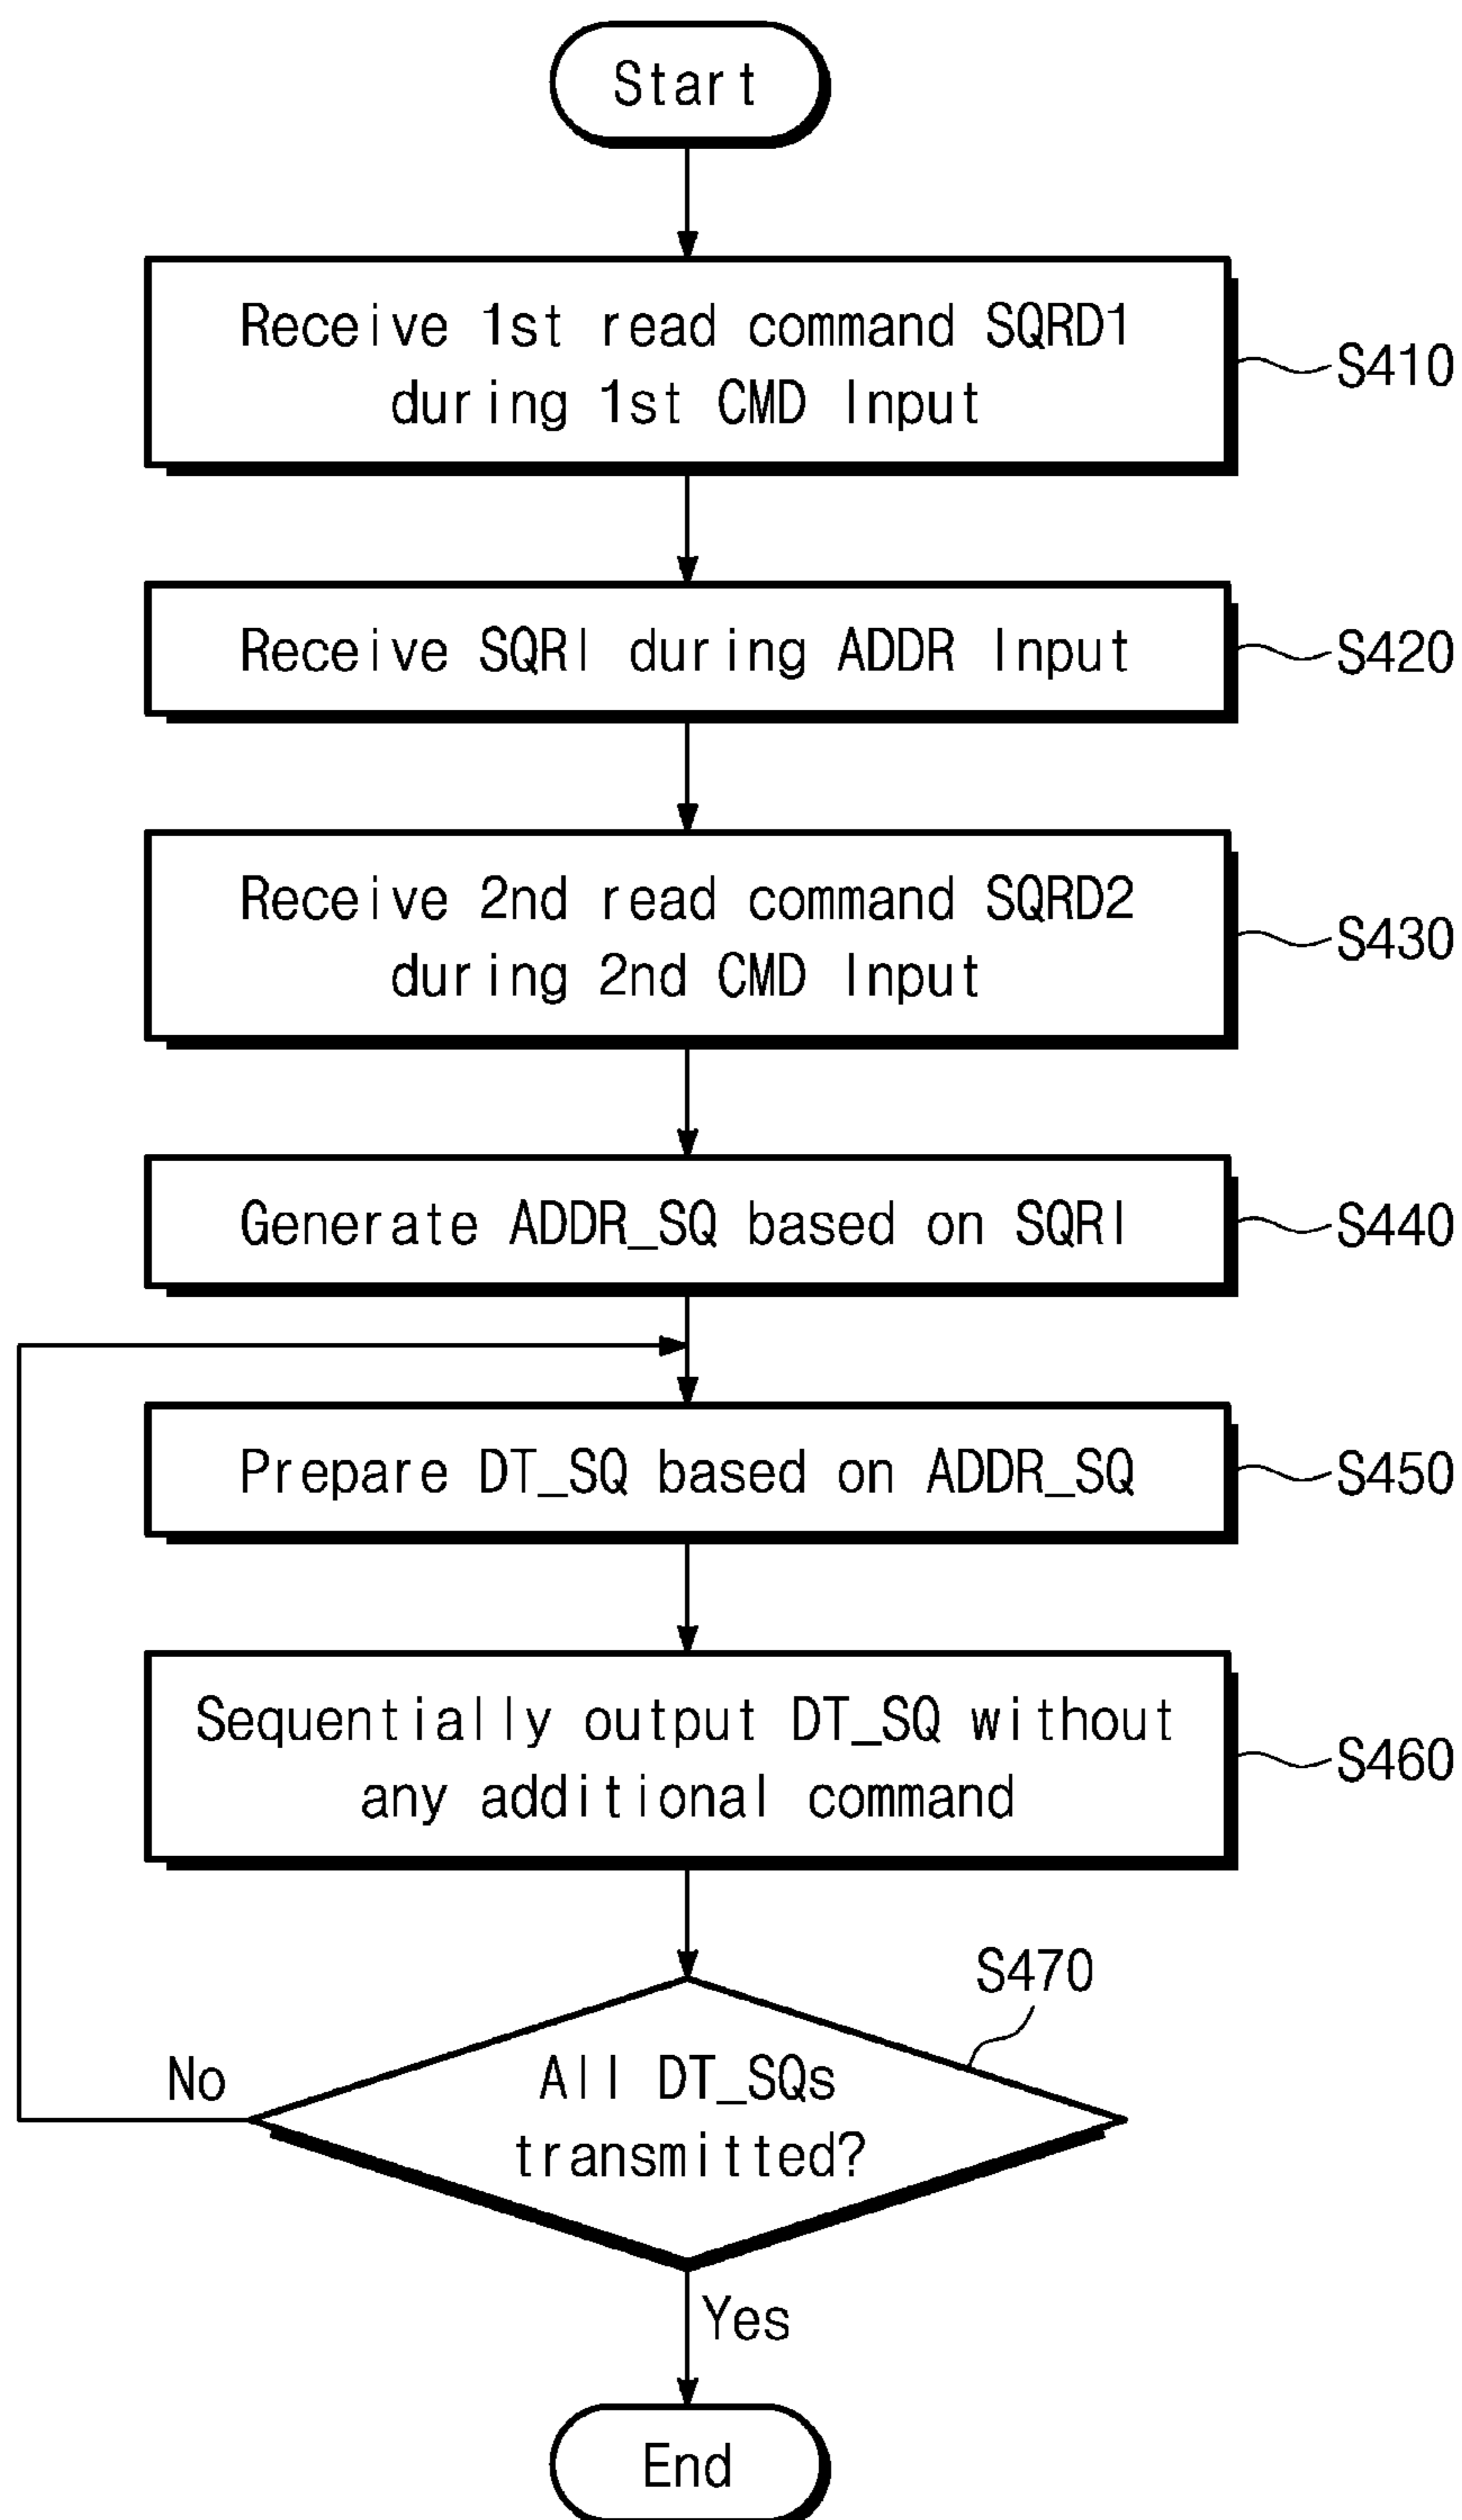 Start
Receive 1st read command SQRD1
during 1st CMD Input
S410
Receive SQRI during ADDR Input
S420
Receive 2nd read command SQRD2
during 2nd CMD Input
S430
Generate ADDR_SQ based on SQRI
S440
Prepare DT_SQ based on ADDR_SQ
S450
Sequentially output DT_SQ without
any additional command
S460
S470
All DT_SQs
transmitted?
No
Yes
End